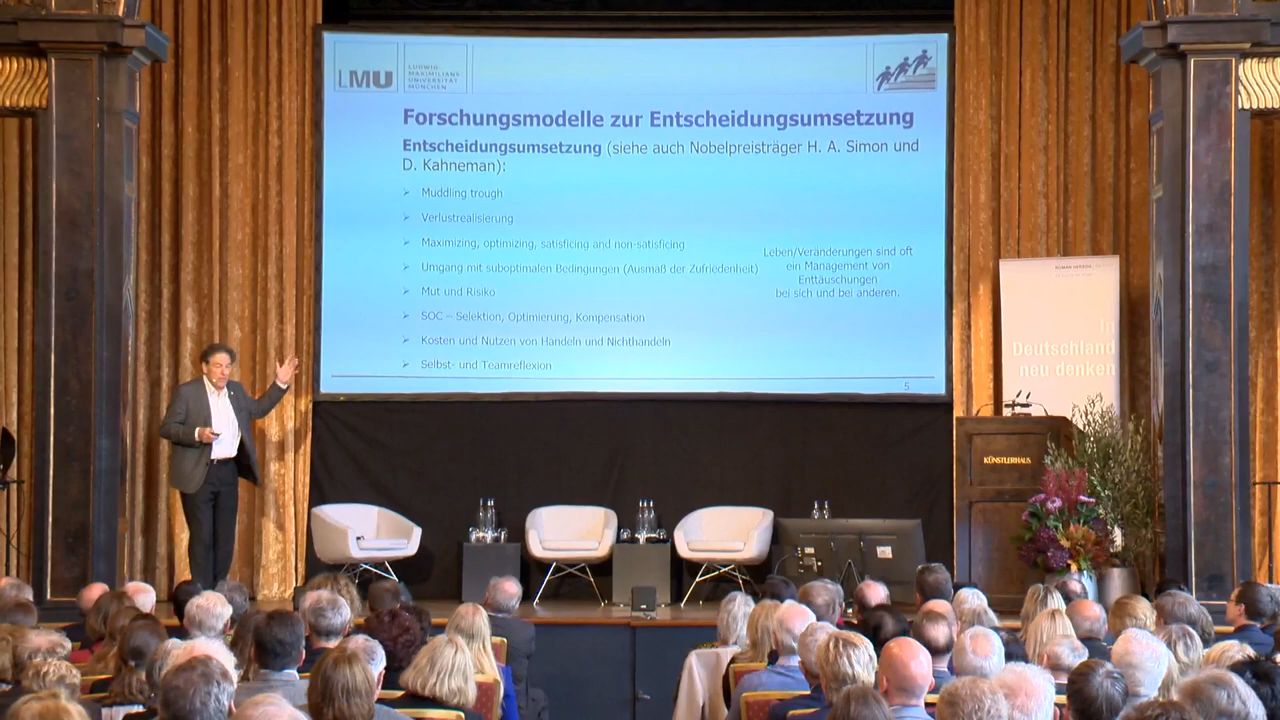 LMU
LUDWIG-
MAXIMILIANS-
UNIVERSITÄT
MÜNCHEN
Forschungsmodelle zur Entscheidungsumsetzung
Entscheidungsumsetzung (siehe auch Nobelpreisträger H. A. Simon und
D. Kahneman):
➢ Muddling trough
➢ Verlustrealisierung
➢ Maximizing, optimizing, satisficing and non-satisficing
➢ Umgang mit suboptimalen Bedingungen (Ausmaß der Zufriedenheit)
➢ Mut und Risiko
➢ SOC – Selektion, Optimierung, Kompensation
➢ Kosten und Nutzen von Handeln und Nichthandeln
➢ Selbst- und Teamreflexion
Leben/Veränderungen sind oft
ein Management von
Enttäuschungen
bei sich und bei anderen.
5
in
Deutschland
neu denken
KÜNSTLERHAUS